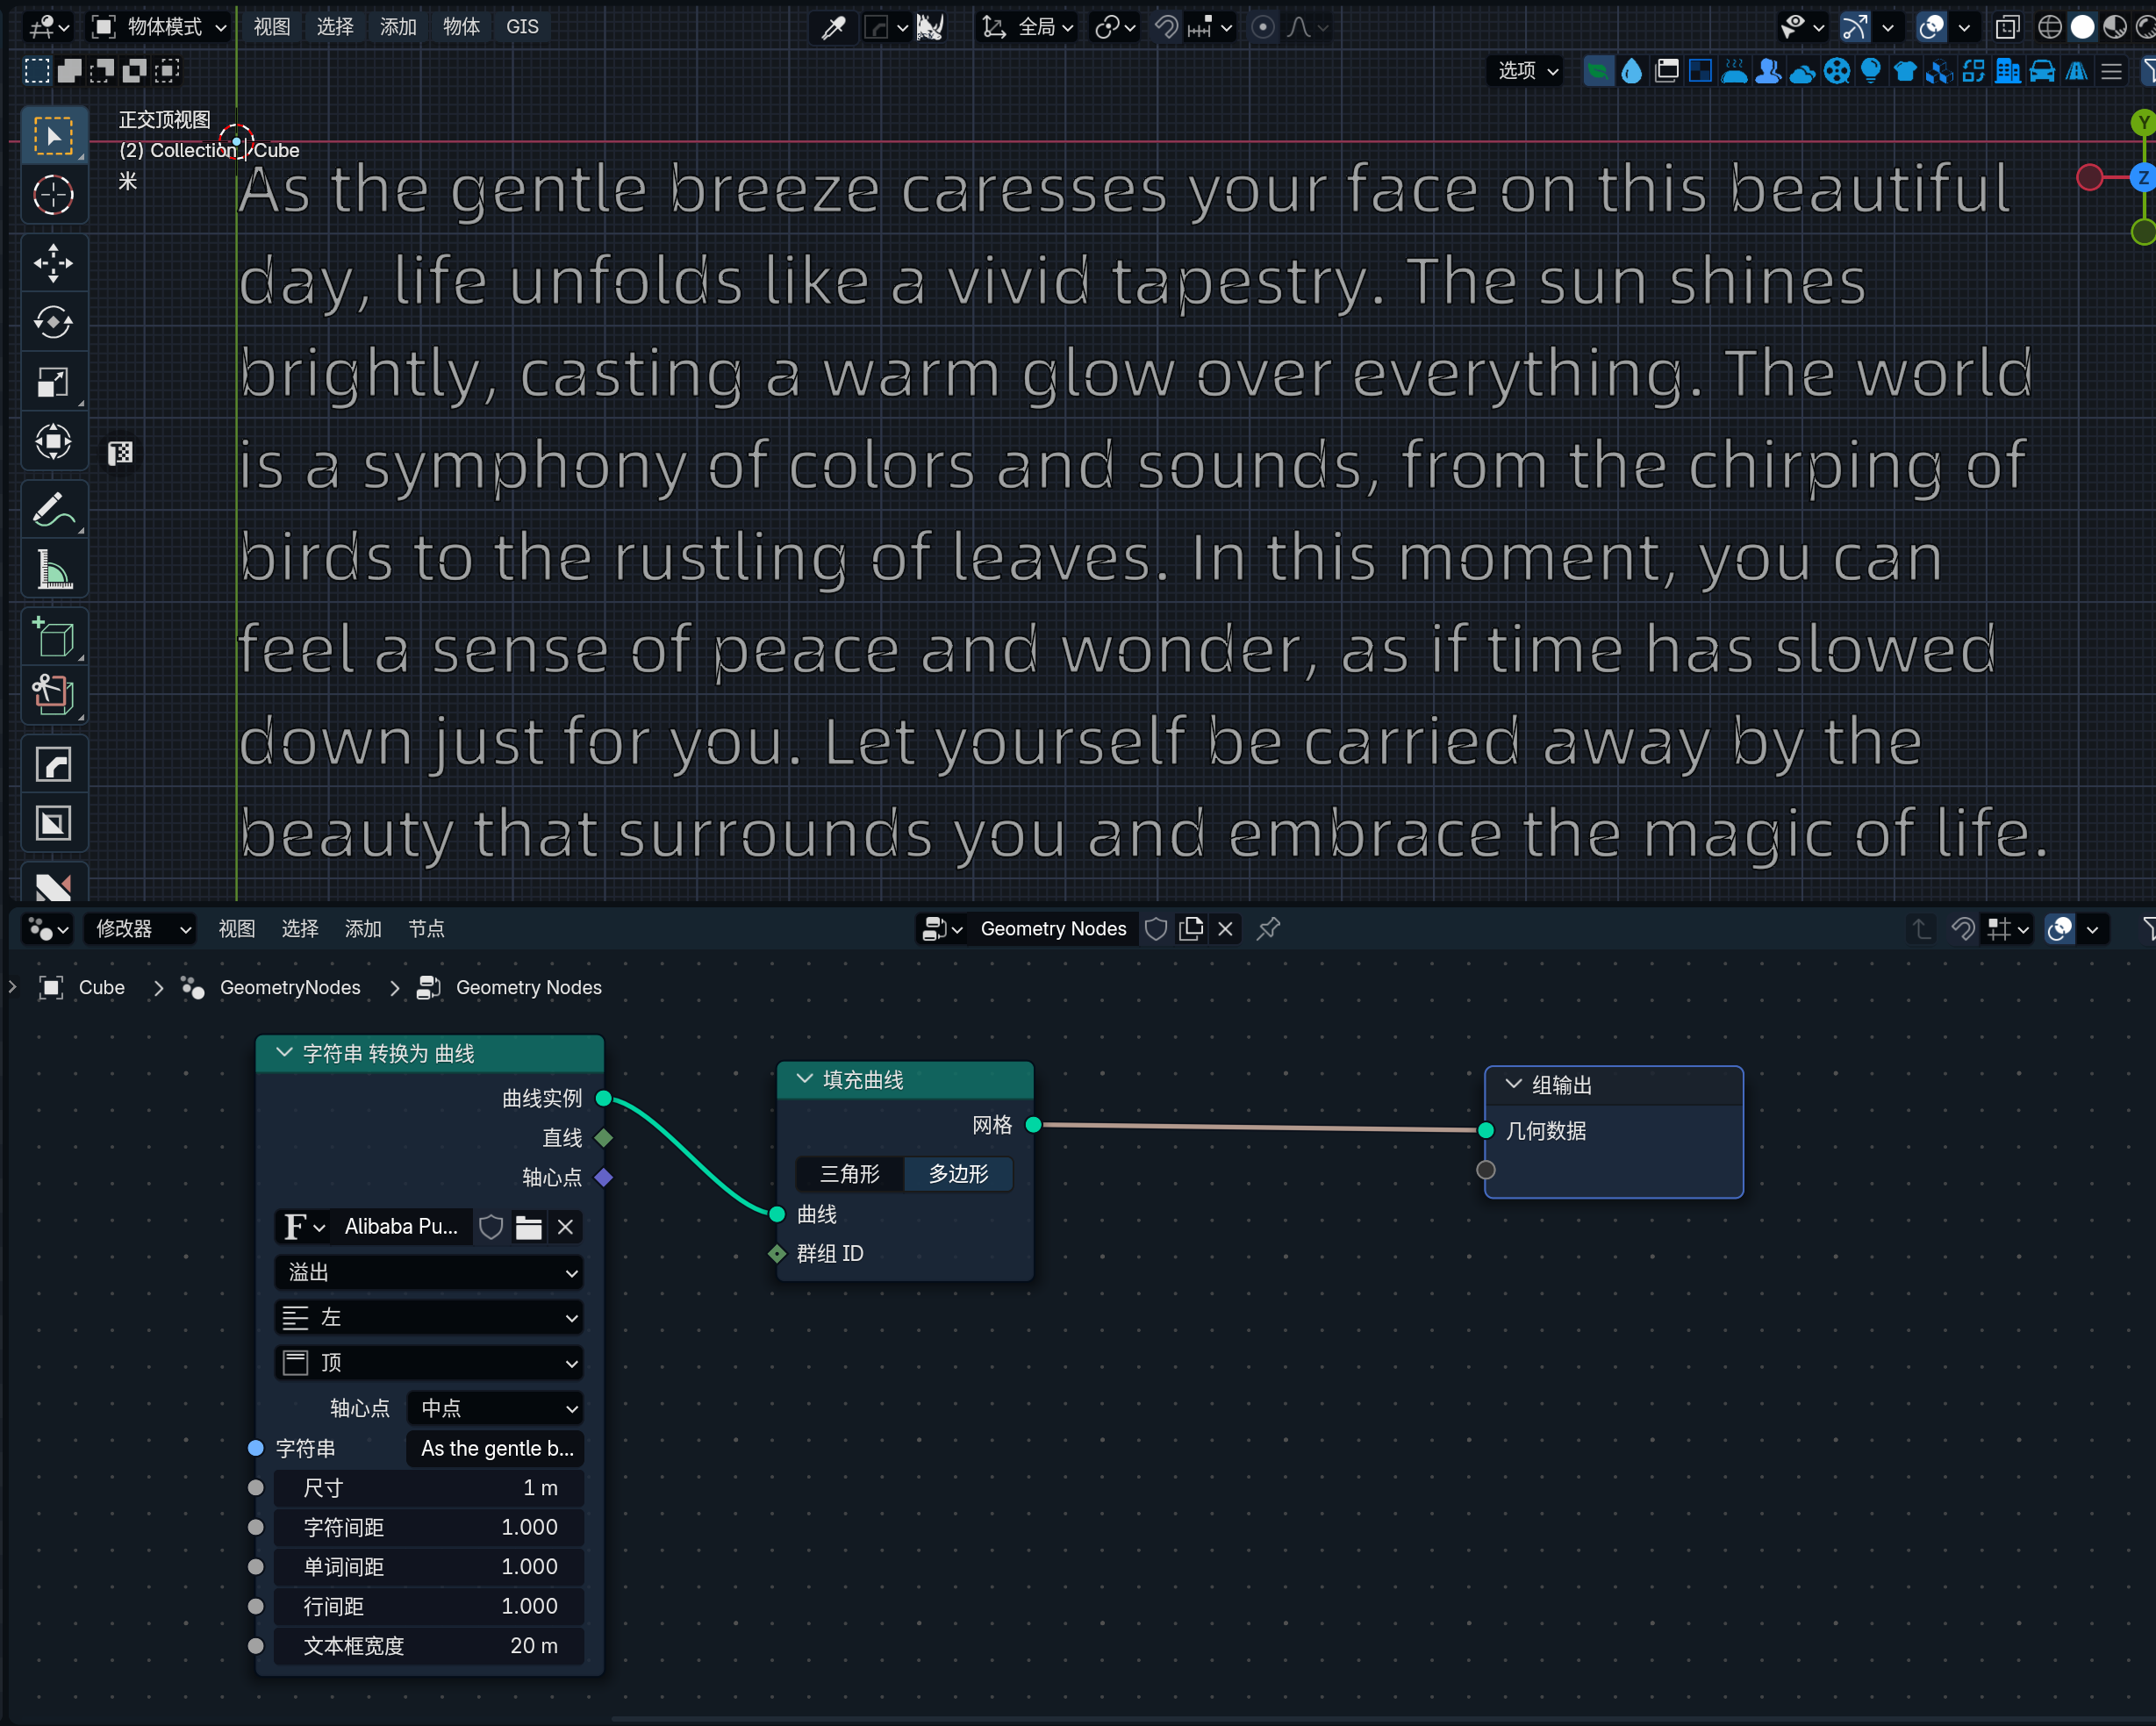 物体模式 视图 选择 添加 物体 GIS 全局
选项
正交顶视图
(2) Collection | Cube
米
As the gentle breeze caresses your face on this beautiful
day, life unfolds like a vivid tapestry. The sun shines
brightly, casting a warm glow over everything. The world
is a symphony of colors and sounds, from the chirping of
birds to the rustling of leaves. In this moment, you can
feel a sense of peace and wonder, as if time has slowed
down just for you. Let yourself be carried away by the
beauty that surrounds you and embrace the magic of life.
Y
Z
修改器 视图 选择 添加 节点 Geometry Nodes
Cube > GeometryNodes > Geometry Nodes
字符串 转换为 曲线
曲线实例
直线
轴心点
F Alibaba Pu...
溢出
左
顶
轴心点 中点
字符串 As the gentle b...
尺寸 1 m
字符间距 1.000
单词间距 1.000
行间距 1.000
文本框宽度 20 m
填充曲线
网格
三角形 多边形
曲线
群组 ID
组输出
几何数据